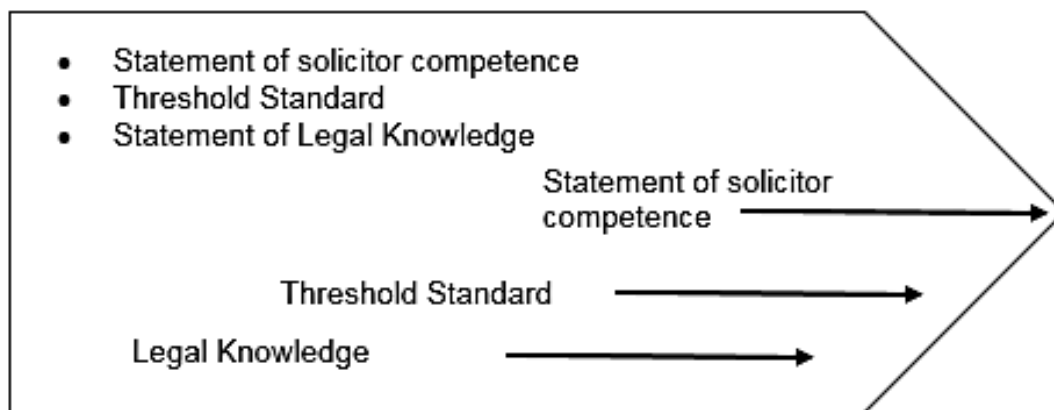 • Statement of solicitor competence
• Threshold Standard
• Statement of Legal Knowledge
Statement of solicitor
competence
Threshold Standard
Legal Knowledge